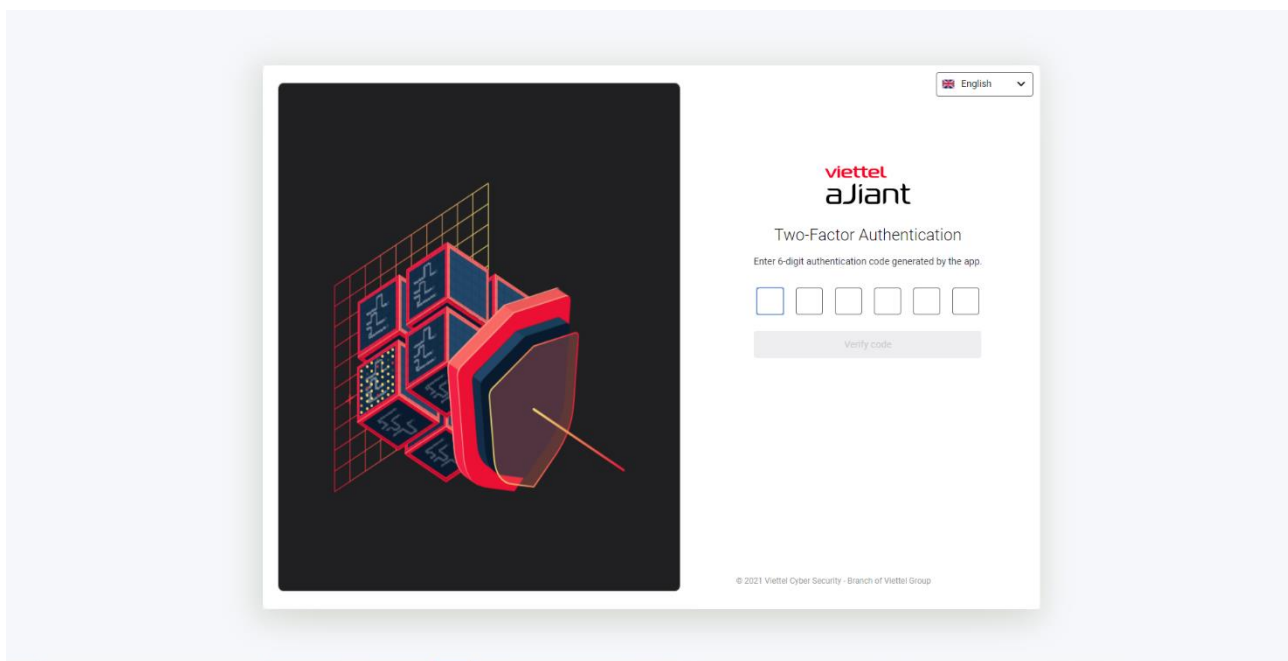 English
viettel
aJiant
Two-Factor Authentication
Enter 6-digit authentication code generated by the app.
Verify code
© 2021 Viettel Cyber Security - Branch of Viettel Group